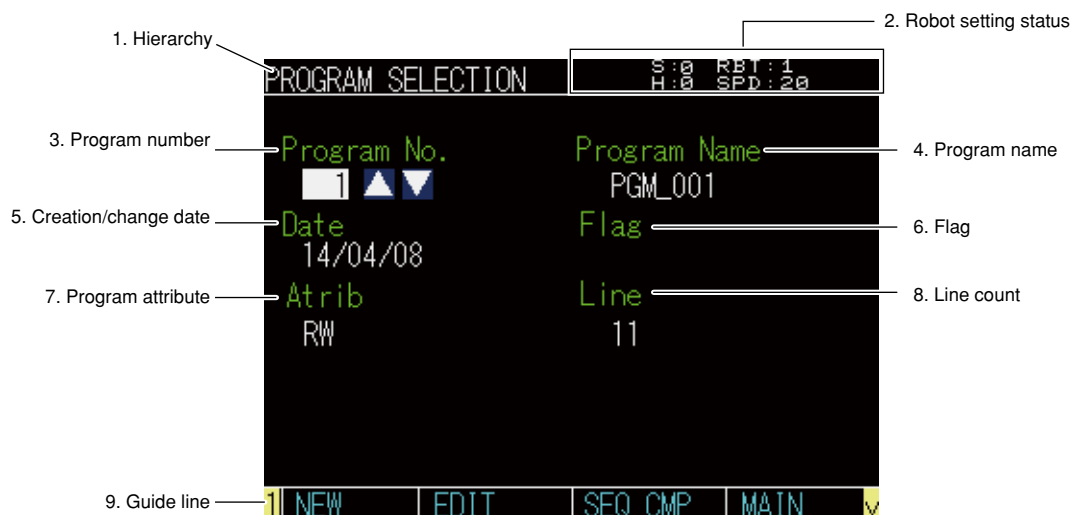 2. Robot setting status
1. Hierarchy
PROGRAM SELECTION
S:0 RBT:1
H:0 SPD:20
3. Program number
Program No.
Program Name
4. Program name
1
PGM_001
5. Creation/change date
Date
Flag
6. Flag
14/04/08
7. Program attribute
Atrib
Line
8. Line count
RW
11
9. Guide line
1 NEW EDIT SEQ CMP MAIN v